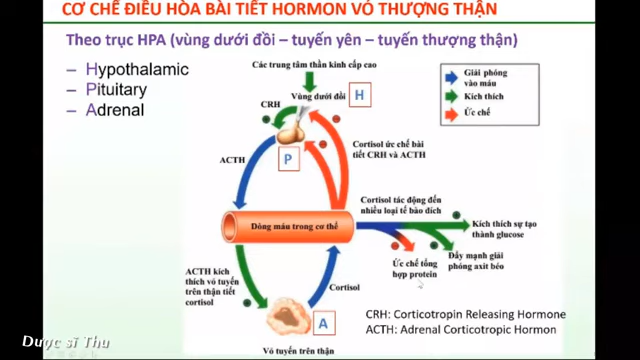 CƠ CHẾ ĐIỀU HÒA BÀI TIẾT HORMON VỎ THƯỢNG THẬN
Theo trục HPA (vùng dưới đồi – tuyến yên – tuyến thượng thận)
– Hypothalamic
– Pituitary
– Adrenal
Các trung tâm thần kinh cấp cao
Vùng dưới đồi
H
CRH
P
ACTH
Cortisol ức chế bài
tiết CRH và ACTH
Giải phóng
vào máu
Kích thích
Ức chế
Dòng máu trong cơ thể
Cortisol tác động đến
nhiều loại tế bào đích
Kích thích sự tạo
thành glucose
Đẩy mạnh giải
phóng axit béo
Ức chế tổng
hợp protein
ACTH kích
thích vỏ tuyến
trên thận tiết
cortisol
Cortisol
A
Vỏ tuyến trên thận
CRH: Corticotropin Releasing Hormone
ACTH: Adrenal Corticotropic Hormon
Dược sĩ Thu